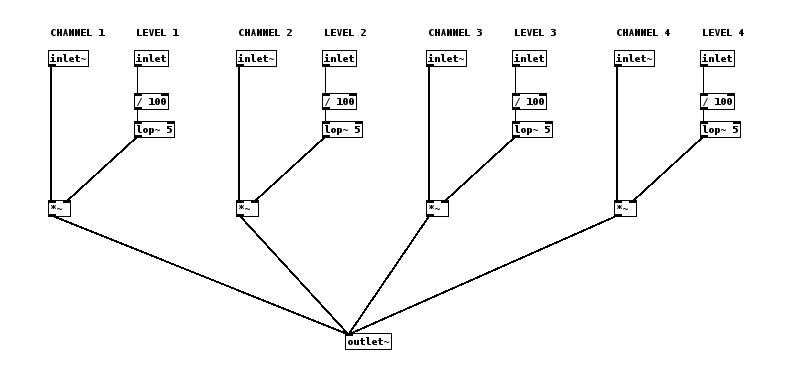 CHANNEL 1 LEVEL 1 CHANNEL 2 LEVEL 2 CHANNEL 3 LEVEL 3 CHANNEL 4 LEVEL 4
inlet~ inlet inlet~ inlet inlet~ inlet inlet~ inlet
/ 100 / 100 / 100 / 100
lop~ 5 lop~ 5 lop~ 5 lop~ 5
*~ *~ *~ *~
outlet~